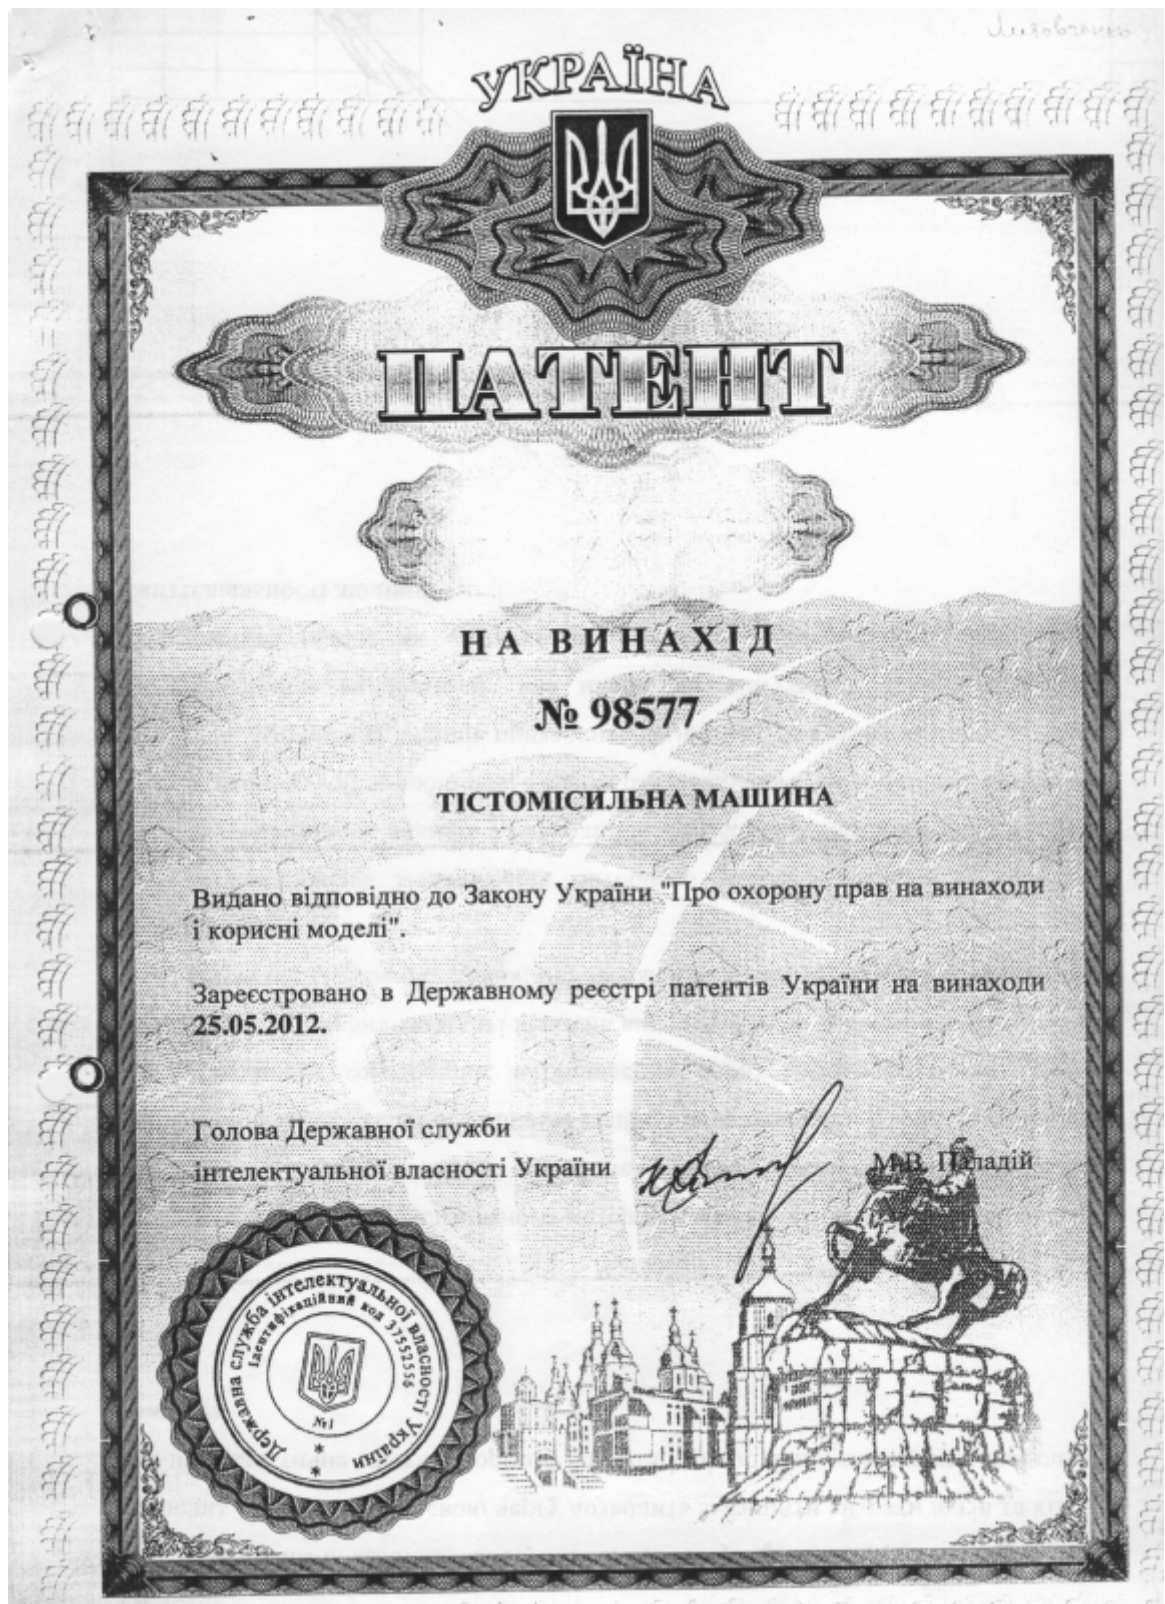 УКРАЇНА
ПАТЕНТ
НА ВИНАХІД
№ 98577
ТІСТОМІСИЛЬНА МАШИНА
Видано відповідно до Закону України "Про охорону прав на винаходи
і корисні моделі".
Зареєстровано в Державному реєстрі патентів України на винаходи
25.05.2012.
Голова Державної служби
інтелектуальної власності України
М.В. Паладій
Державна служба інтелектуальної власності України
Ідентифікаційний код 37552556
№1